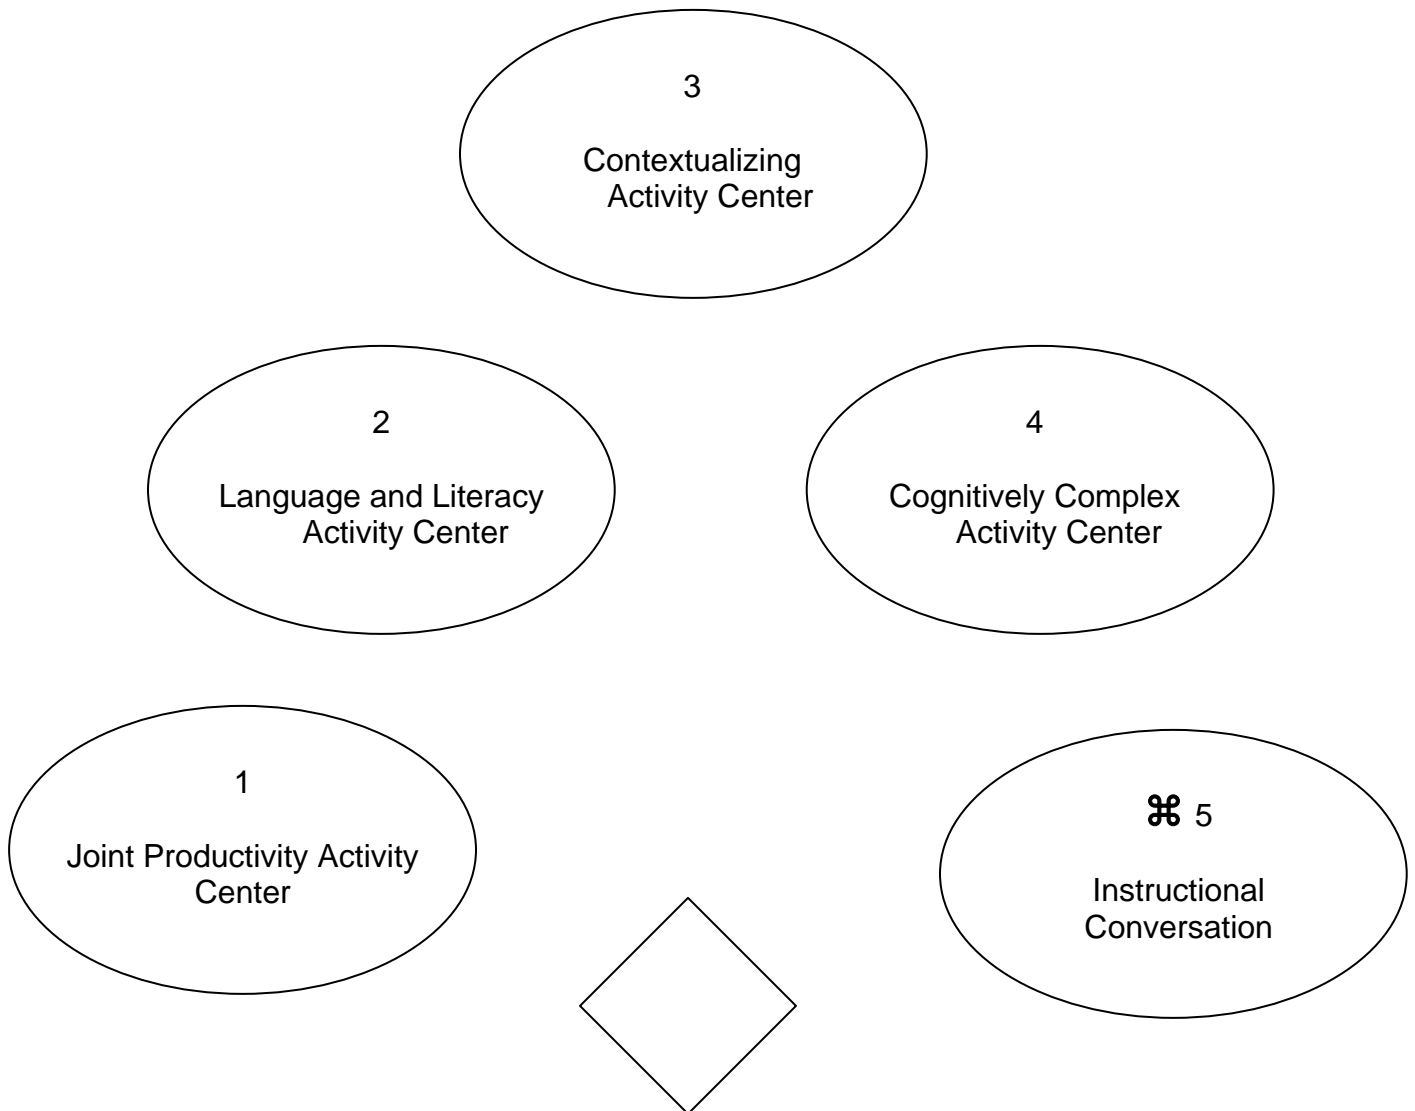 3
Contextualizing
Activity Center
2
Language and Literacy
Activity Center
4
Cognitively Complex
Activity Center
1
Joint Productivity Activity
Center
⌘ 5
Instructional
Conversation